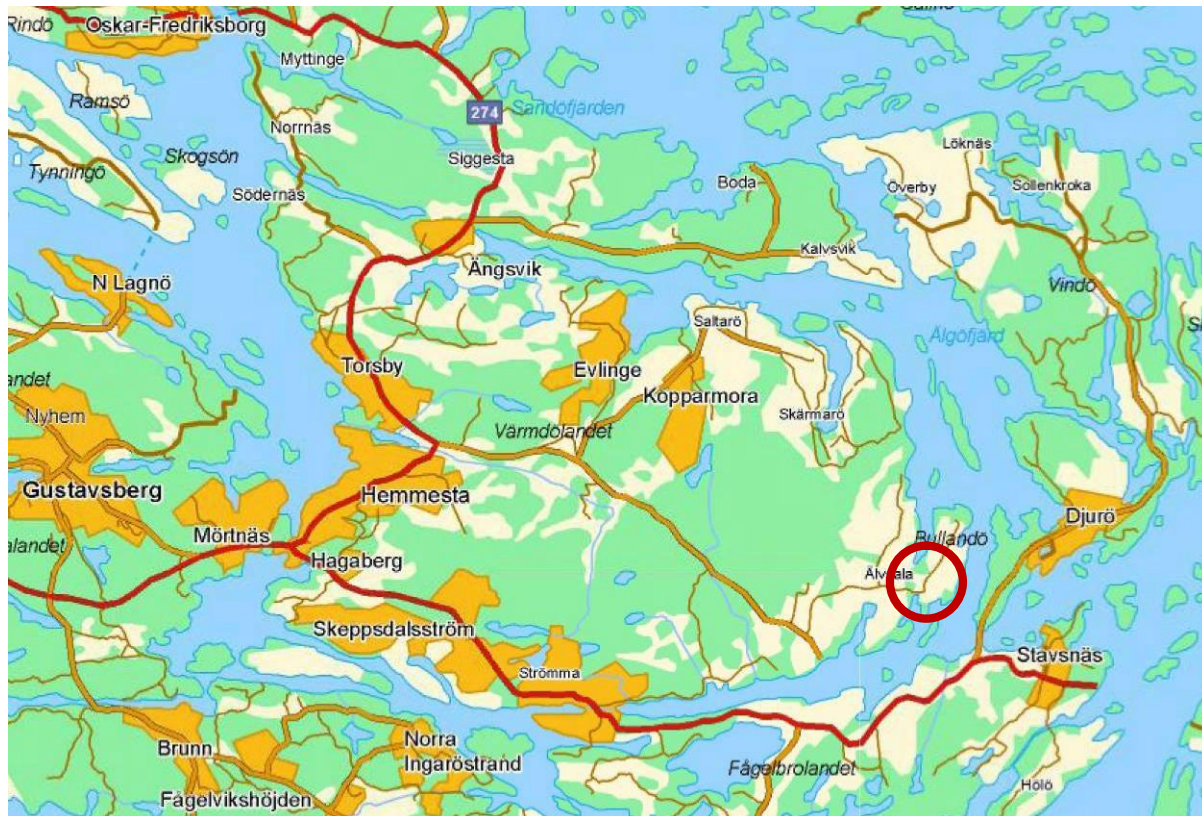 Rindö
Oskar-Fredriksborg
Myttinge
Ramsö
274
Sandöfjärden
Norrnäs
Skogsön
Siggesta
Löknäs
Tynningö
Boda
Överby
Sollenkroka
Södernäs
Kalvsvik
Ängsvik
N Lagnö
Vindö
Saltarö
Älgöfjärd
Torsby
Evlinge
andet
Kopparmora
Nyhem
Skärmarö
Värmdölandet
Gustavsberg
Hemmesta
Djurö
Mörtnäs
Bullandö
alandet
Hagaberg
Skeppsdalsström
Stavsnäs
Strömma
Brunn
Norra
Ingaröstrand
Fågelbrolandet
Hölö
Fågelvikshöjden